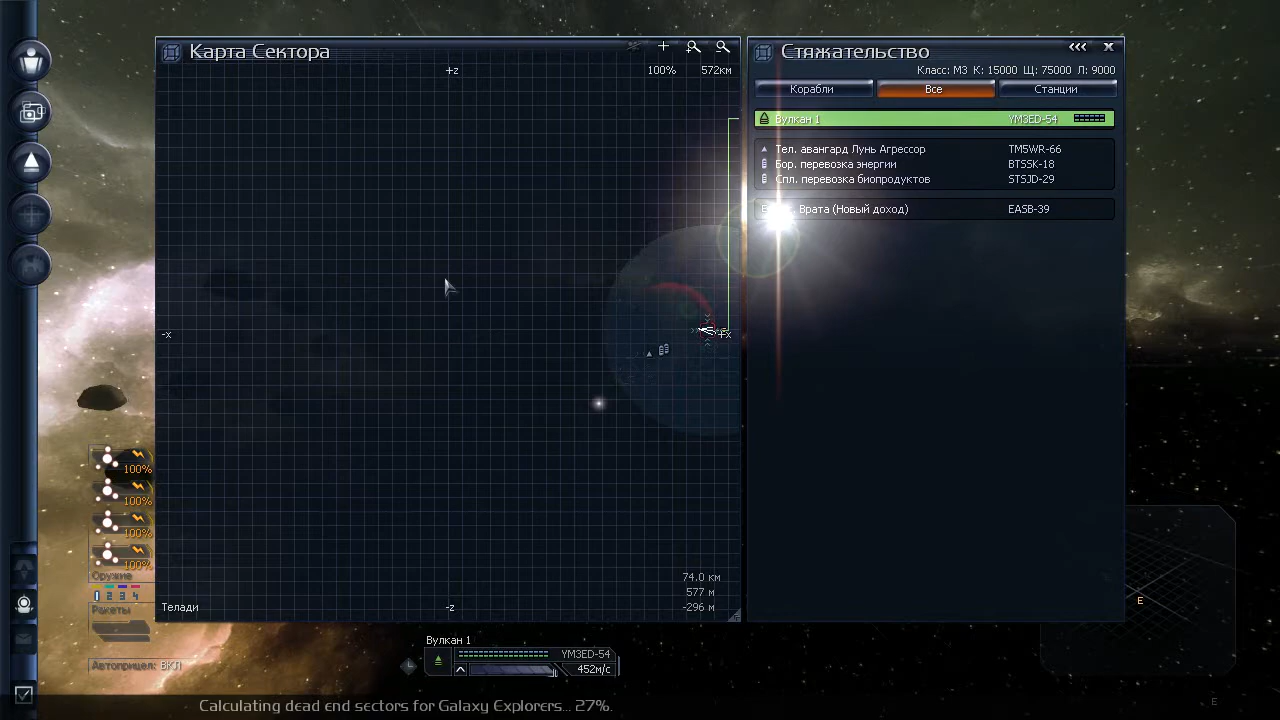 Карта Сектора
+z
100%
572км
-x
+x
74.0 км
577 м
-296 м
Телади
-z
Стяжательство
Класс: М3 К: 15000 Щ: 75000 Л: 9000
Корабли
Все
Станции
Вулкан 1 YM3ED-54
Тел. авангард Лунь Агрессор TM5WR-66
Бор. перевозка энергии BTSSK-18
Спл. перевозка биопродуктов STSJD-29
Врата (Новый доход) EASB-39
100%
100%
100%
100%
Оружие
1 2 3 4
Ракеты
Автоприцел: ВКЛ
Вулкан 1
YM3ED-54
452м/с
E
E
Calculating dead end sectors for Galaxy Explorers... 27%.